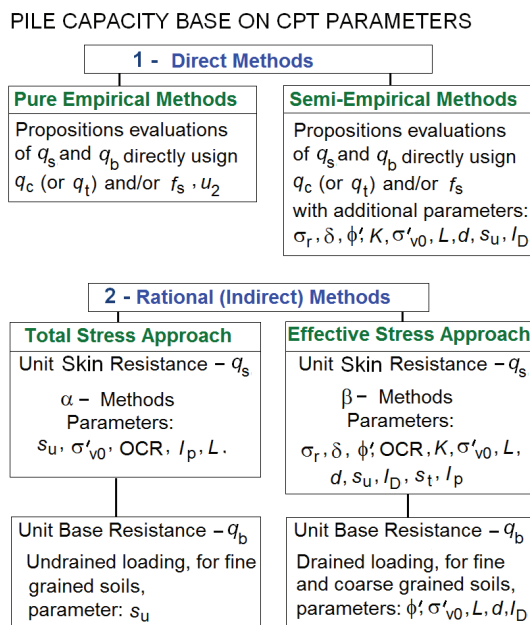 PILE CAPACITY BASE ON CPT PARAMETERS
1 - Direct Methods
Pure Empirical Methods
Propositions evaluations
of qs and qb directly usign
qc (or qt) and/or fs , u2
Semi-Empirical Methods
Propositions evaluations
of qs and qb directly usign
qc (or qt) and/or fs
with additional parameters:
σr, δ, ϕ', K, σ'v0, L, d, su, ID
2 - Rational (Indirect) Methods
Total Stress Approach
Unit Skin Resistance – qs
α – Methods
Parameters:
su, σ'v0, OCR, Ip, L.
Unit Base Resistance – qb
Undrained loading, for fine
grained soils,
parameter: su
Effective Stress Approach
Unit Skin Resistance – qs
β – Methods
Parameters:
σr, δ, ϕ', OCR, K, σ'v0, L,
d, su, ID, st, Ip
Unit Base Resistance – qb
Drained loading, for fine
and coarse grained soils,
parameters: ϕ', σ'v0, L, d, ID